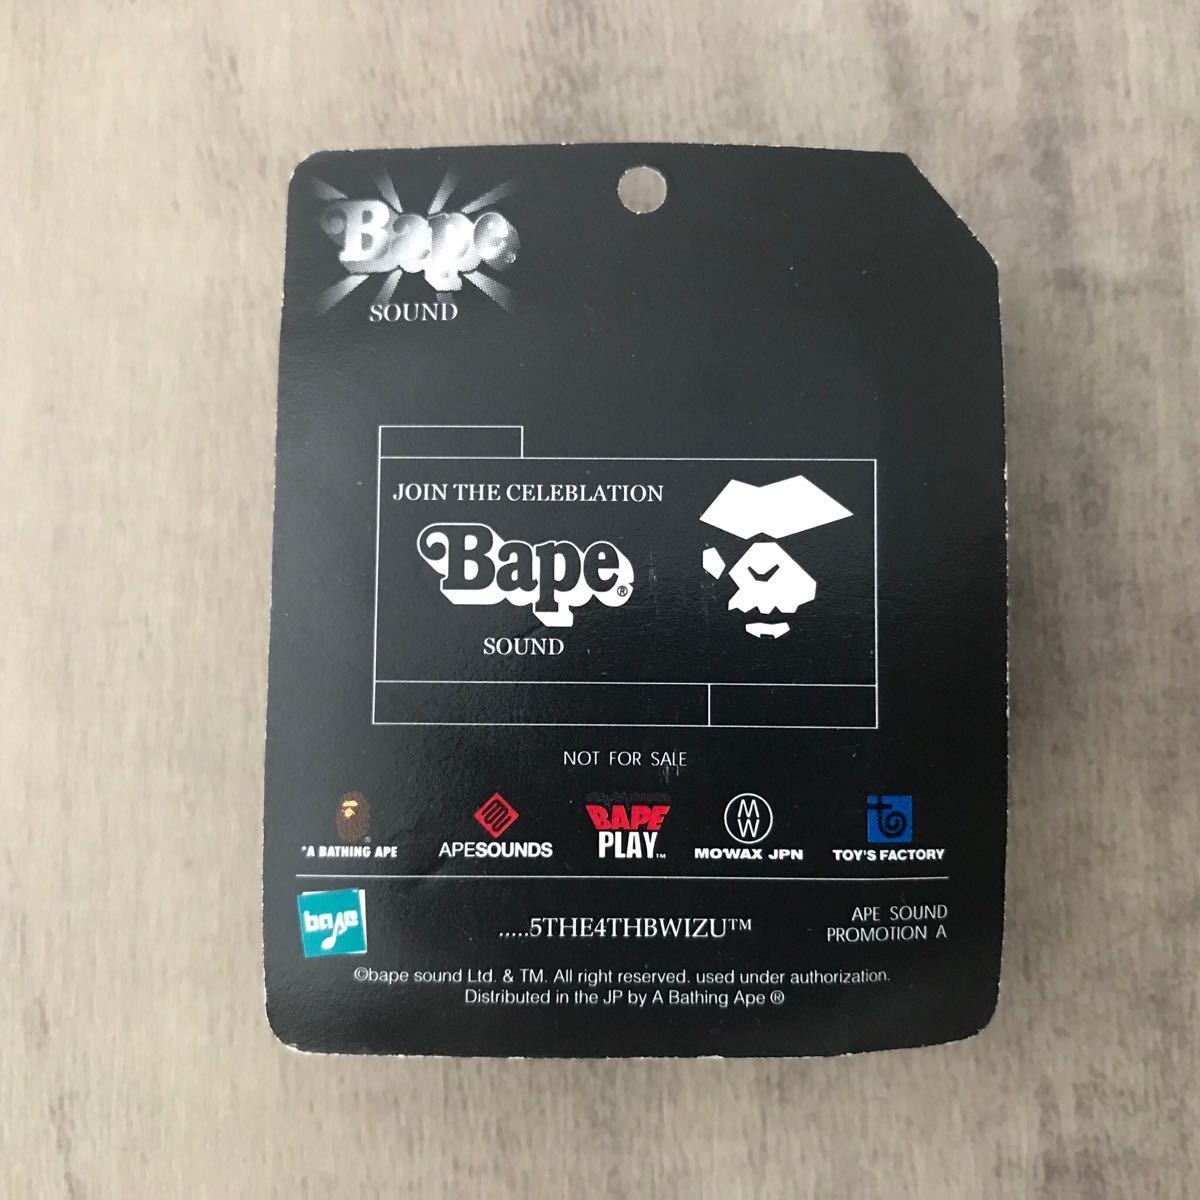 Bape
SOUND
JOIN THE CELEBLATION
Bape®
SOUND
NOT FOR SALE
*A BATHING APE®
APESOUNDS
BAPE
PLAY™
MW
MO'WAX JPN
TOY'S FACTORY
bape
.....5THE4THBWIZU™
APE SOUND
PROMOTION A
©bape sound Ltd. & TM. All right reserved. used under authorization.
Distributed in the JP by A Bathing Ape ®